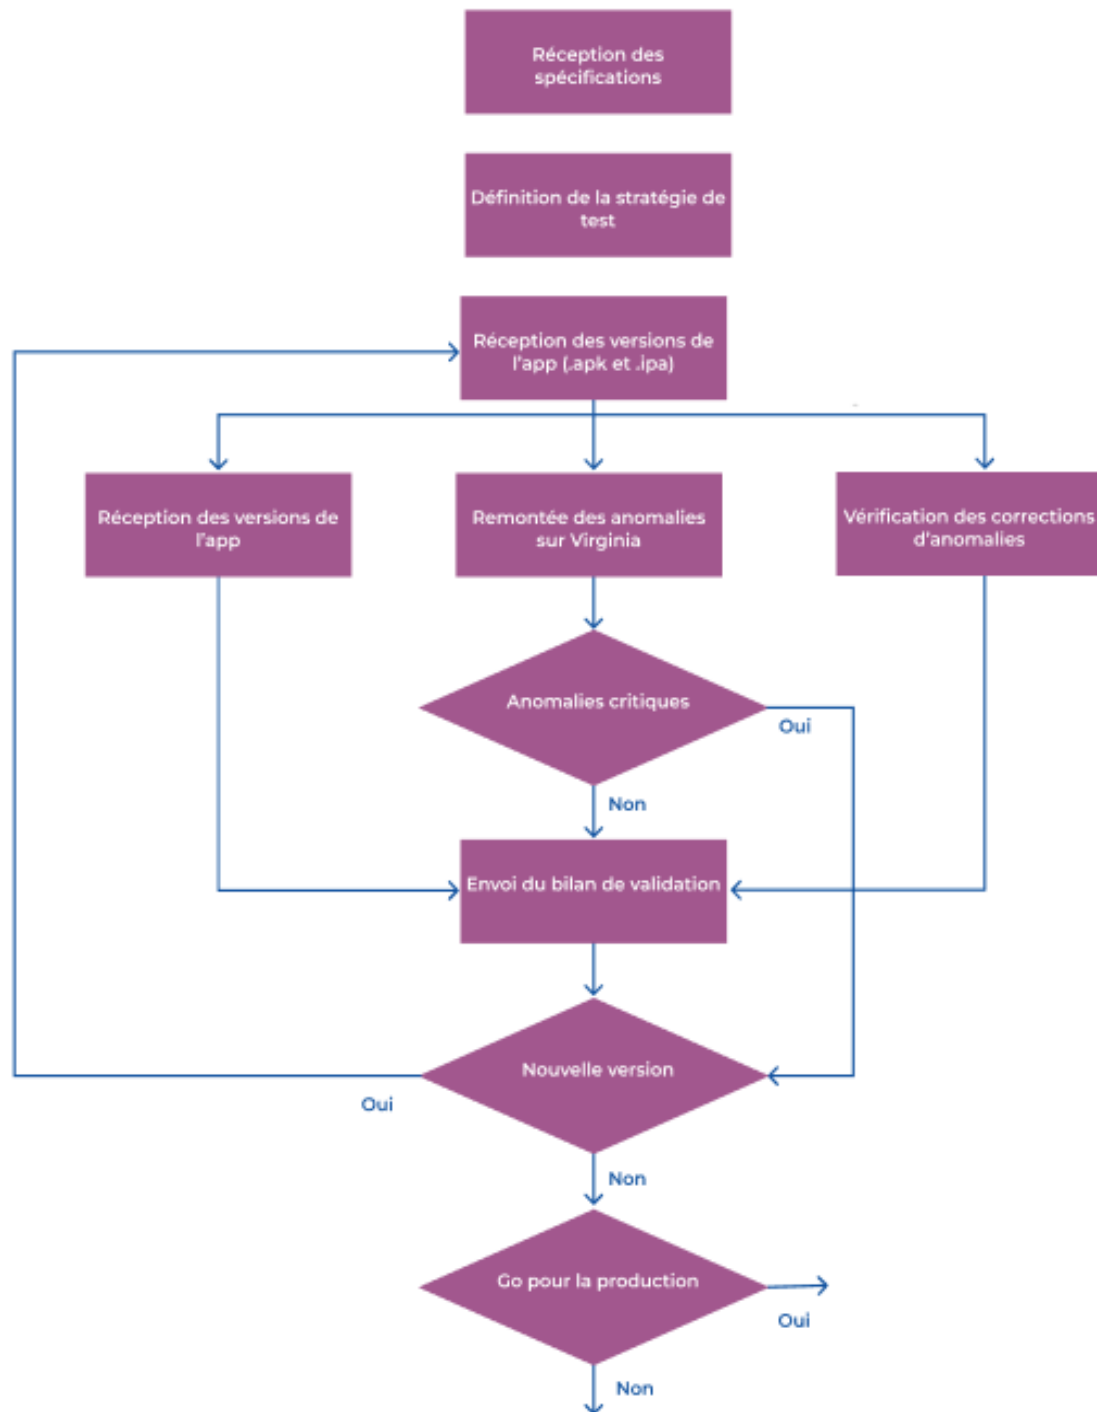 Réception des
spécifications
Définition de la stratégie de
test
Réception des versions de
l'app (.apk et .ipa)
Réception des versions de
l'app
Remontée des anomalies
sur Virginia
Vérification des corrections
d'anomalies
Anomalies critiques
Oui
Non
Envoi du bilan de validation
Nouvelle version
Oui
Non
Go pour la production
Oui
Non